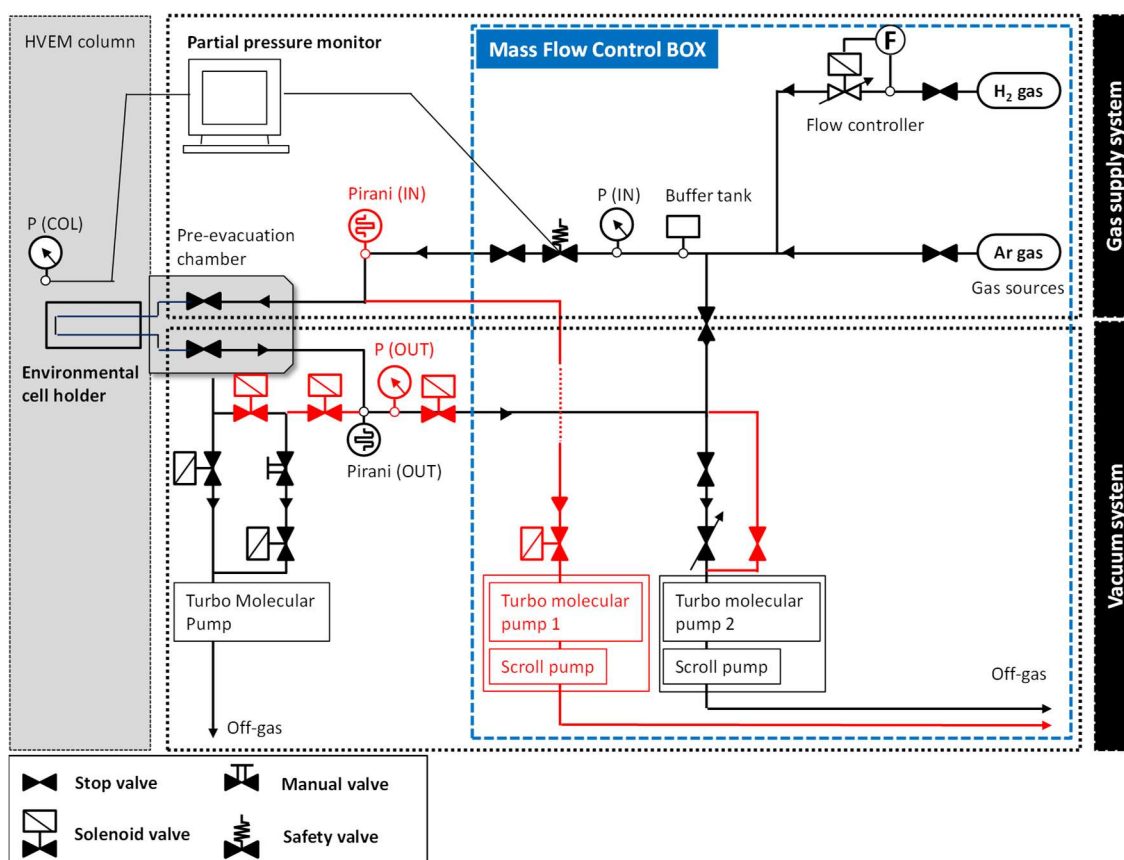 HVEM column
Partial pressure monitor
Mass Flow Control BOX
F
H2 gas
Flow controller
Gas supply system
Pirani (IN)
P (IN)
Buffer tank
P (COL)
Pre-evacuation
chamber
Ar gas
Gas sources
Environmental
cell holder
P (OUT)
Pirani (OUT)
Vacuum system
Turbo Molecular
Pump
Turbo molecular
pump 1
Scroll pump
Turbo molecular
pump 2
Scroll pump
Off-gas
Off-gas
Stop valve
Manual valve
Solenoid valve
Safety valve